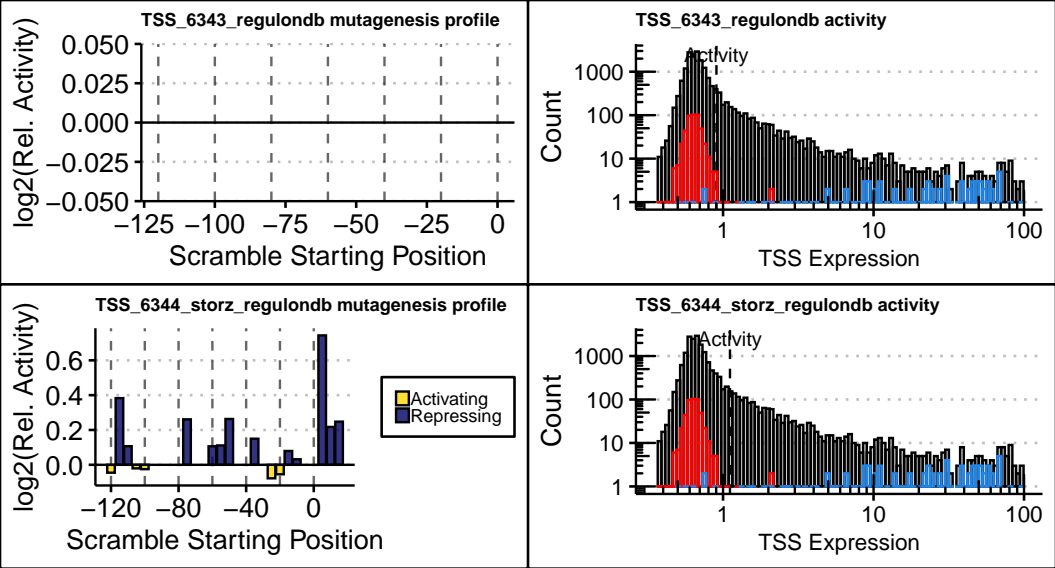 TSS_6343_regulondb mutagenesis profile
log2(Rel. Activity)
0.050
0.025
0.000
−0.025
−0.050
−125 −100 −75 −50 −25 0
Scramble Starting Position
TSS_6343_regulondb activity
Activity
Count
1000
100
10
1
1 10 100
TSS Expression
TSS_6344_storz_regulondb mutagenesis profile
log2(Rel. Activity)
0.6
0.4
0.2
0.0
−120 −80 −40 0
Scramble Starting Position
Activating
Repressing
TSS_6344_storz_regulondb activity
Activity
Count
1000
100
10
1
1 10 100
TSS Expression